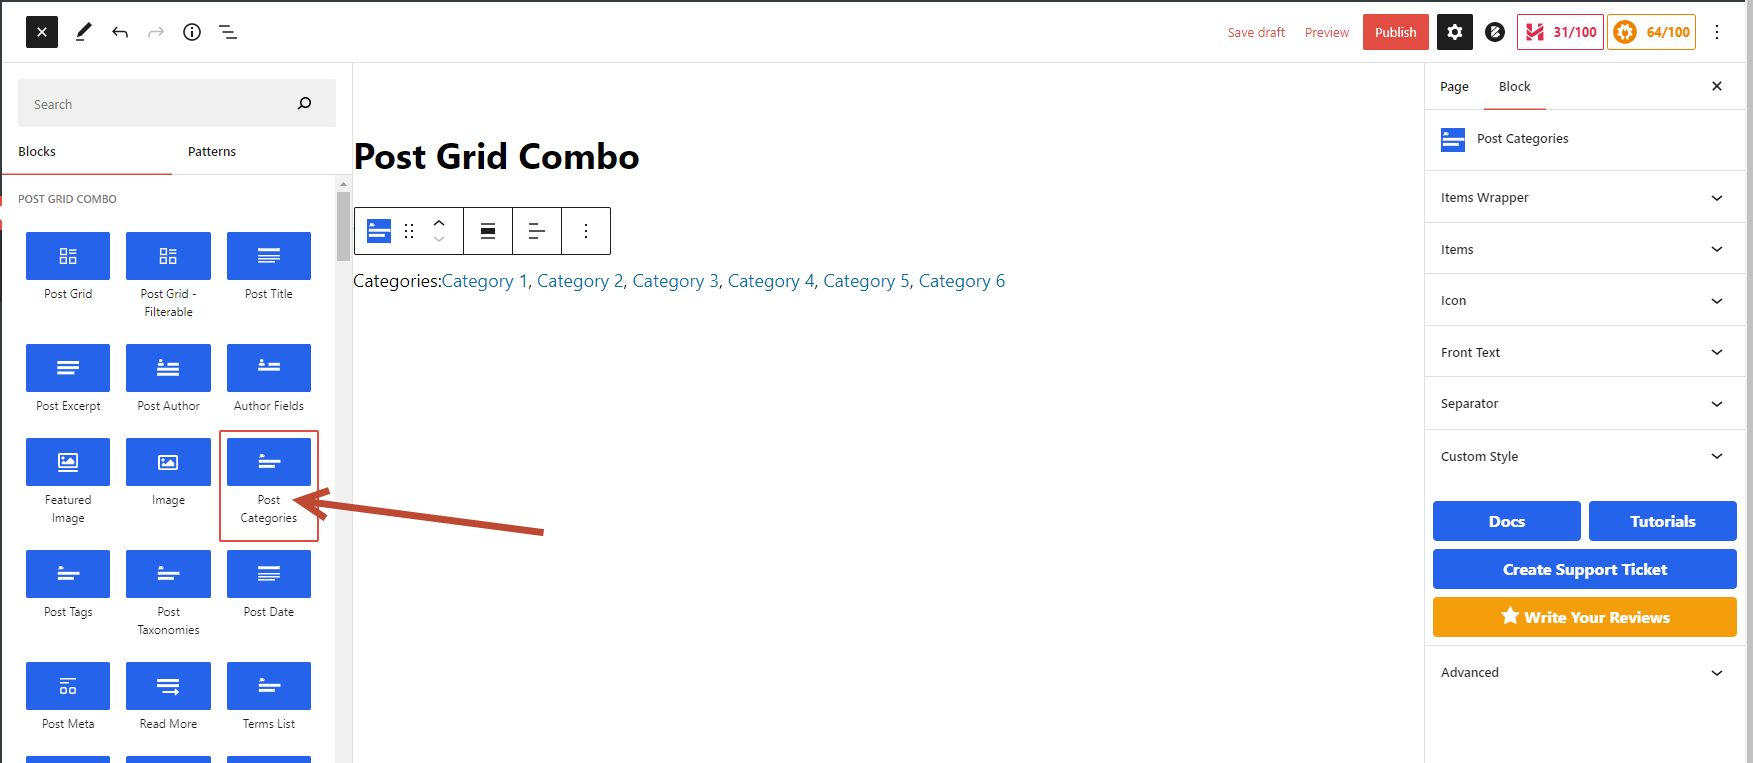 Save draft
Preview
Publish
31/100
64/100
Search
Blocks
Patterns
POST GRID COMBO
Post Grid
Post Grid -
Filterable
Post Title
Post Excerpt
Post Author
Author Fields
Featured
Image
Image
Post
Categories
Post Tags
Post
Taxonomies
Post Date
Post Meta
Read More
Terms List
Post Grid Combo
Categories:Category 1, Category 2, Category 3, Category 4, Category 5, Category 6
Page
Block
Post Categories
Items Wrapper
Items
Icon
Front Text
Separator
Custom Style
Docs
Tutorials
Create Support Ticket
Write Your Reviews
Advanced